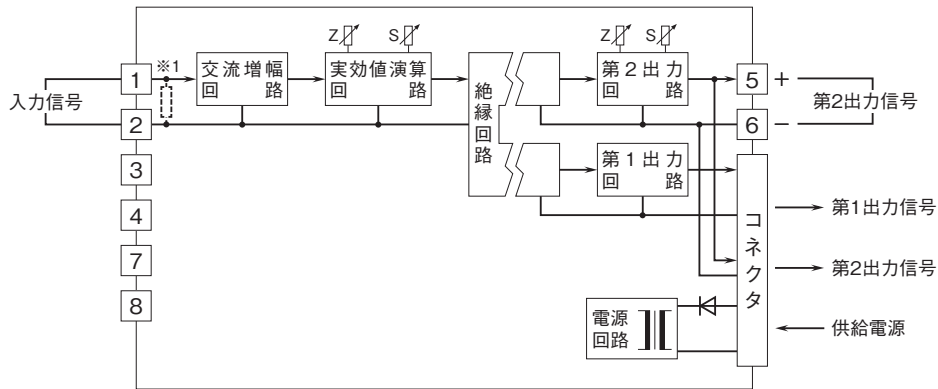 入力信号
1
2
3
4
7
8
※1
交流増幅
回路
Z
S
実効値演算
回路
絶縁回路
Z
S
第2出力
回路
第1出力
回路
電源
回路
コネクタ
5 +
6 −
第2出力信号
第1出力信号
第2出力信号
供給電源